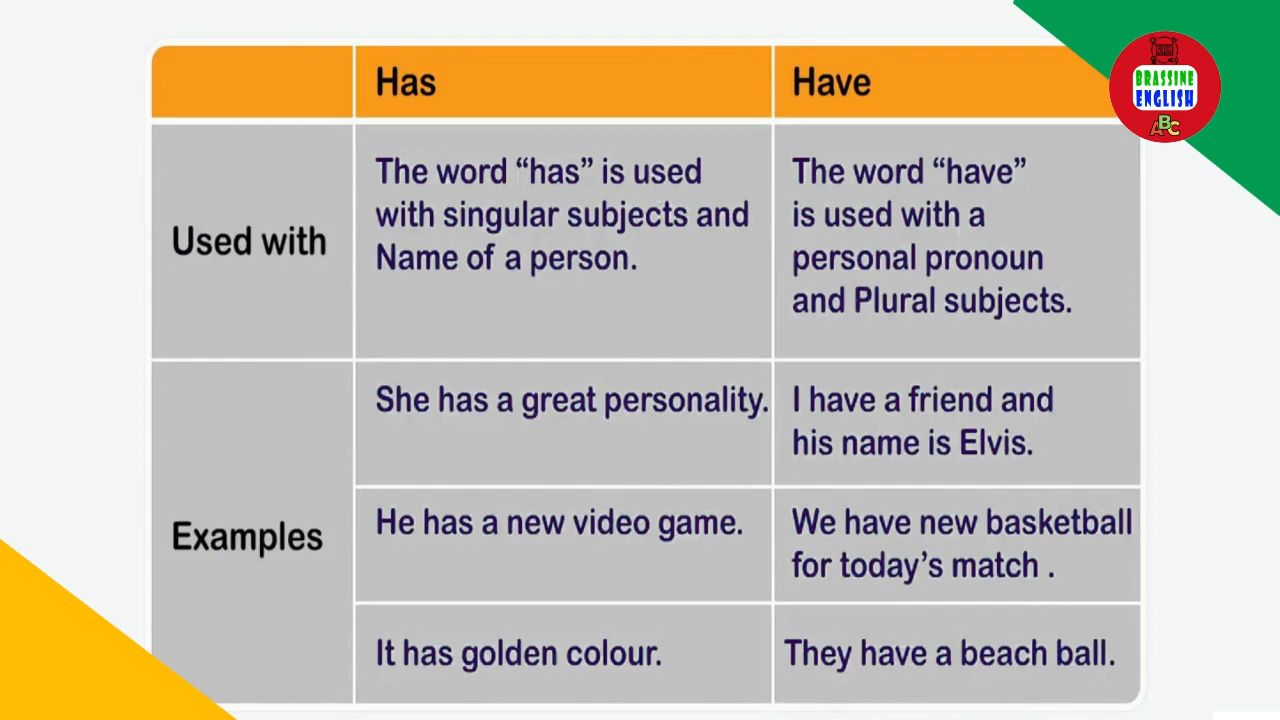 Has
Have
BRASSINE
ENGLISH
ABC
Used with
The word “has” is used
with singular subjects and
Name of a person.
The word “have”
is used with a
personal pronoun
and Plural subjects.
Examples
She has a great personality.
I have a friend and
his name is Elvis.
He has a new video game.
We have new basketball
for today’s match .
It has golden colour.
They have a beach ball.